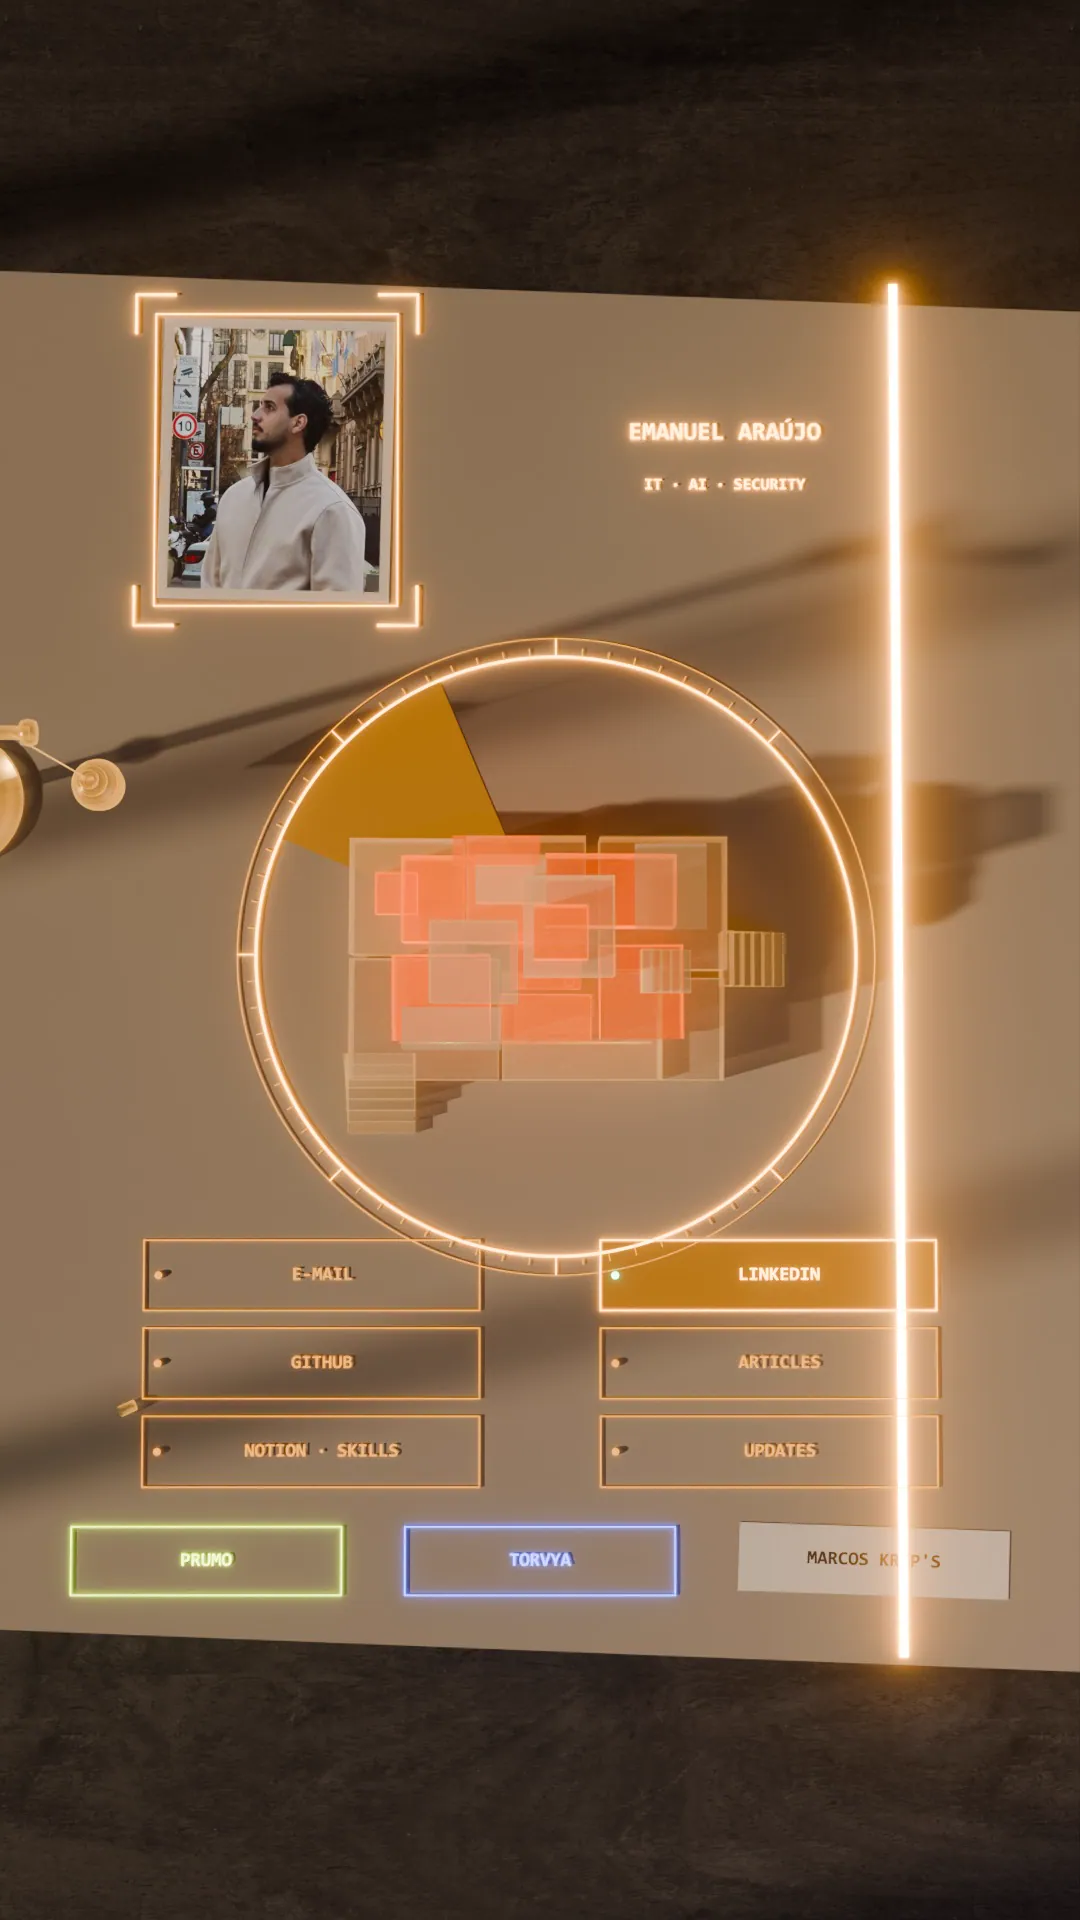 10
EMANUEL ARAÚJO
IT · AI · SECURITY
E-MAIL
LINKEDIN
GITHUB
ARTICLES
NOTION · SKILLS
UPDATES
PRUMO
TORVYA
MARCOS